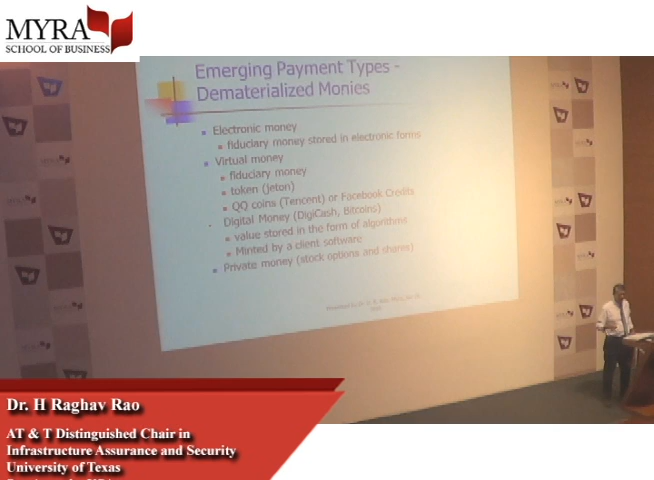 MYRA
SCHOOL OF BUSINESS
Emerging Payment Types -
Dematerialized Monies
Electronic money
fiduciary money stored in electronic forms
Virtual money
fiduciary money
token (jeton)
QQ coins (Tencent) or Facebook Credits
Digital Money (DigiCash, Bitcoins)
value stored in the form of algorithms
Minted by a client software
Private money (stock options and shares)
Dr. H Raghav Rao
AT & T Distinguished Chair in
Infrastructure Assurance and Security
University of Texas